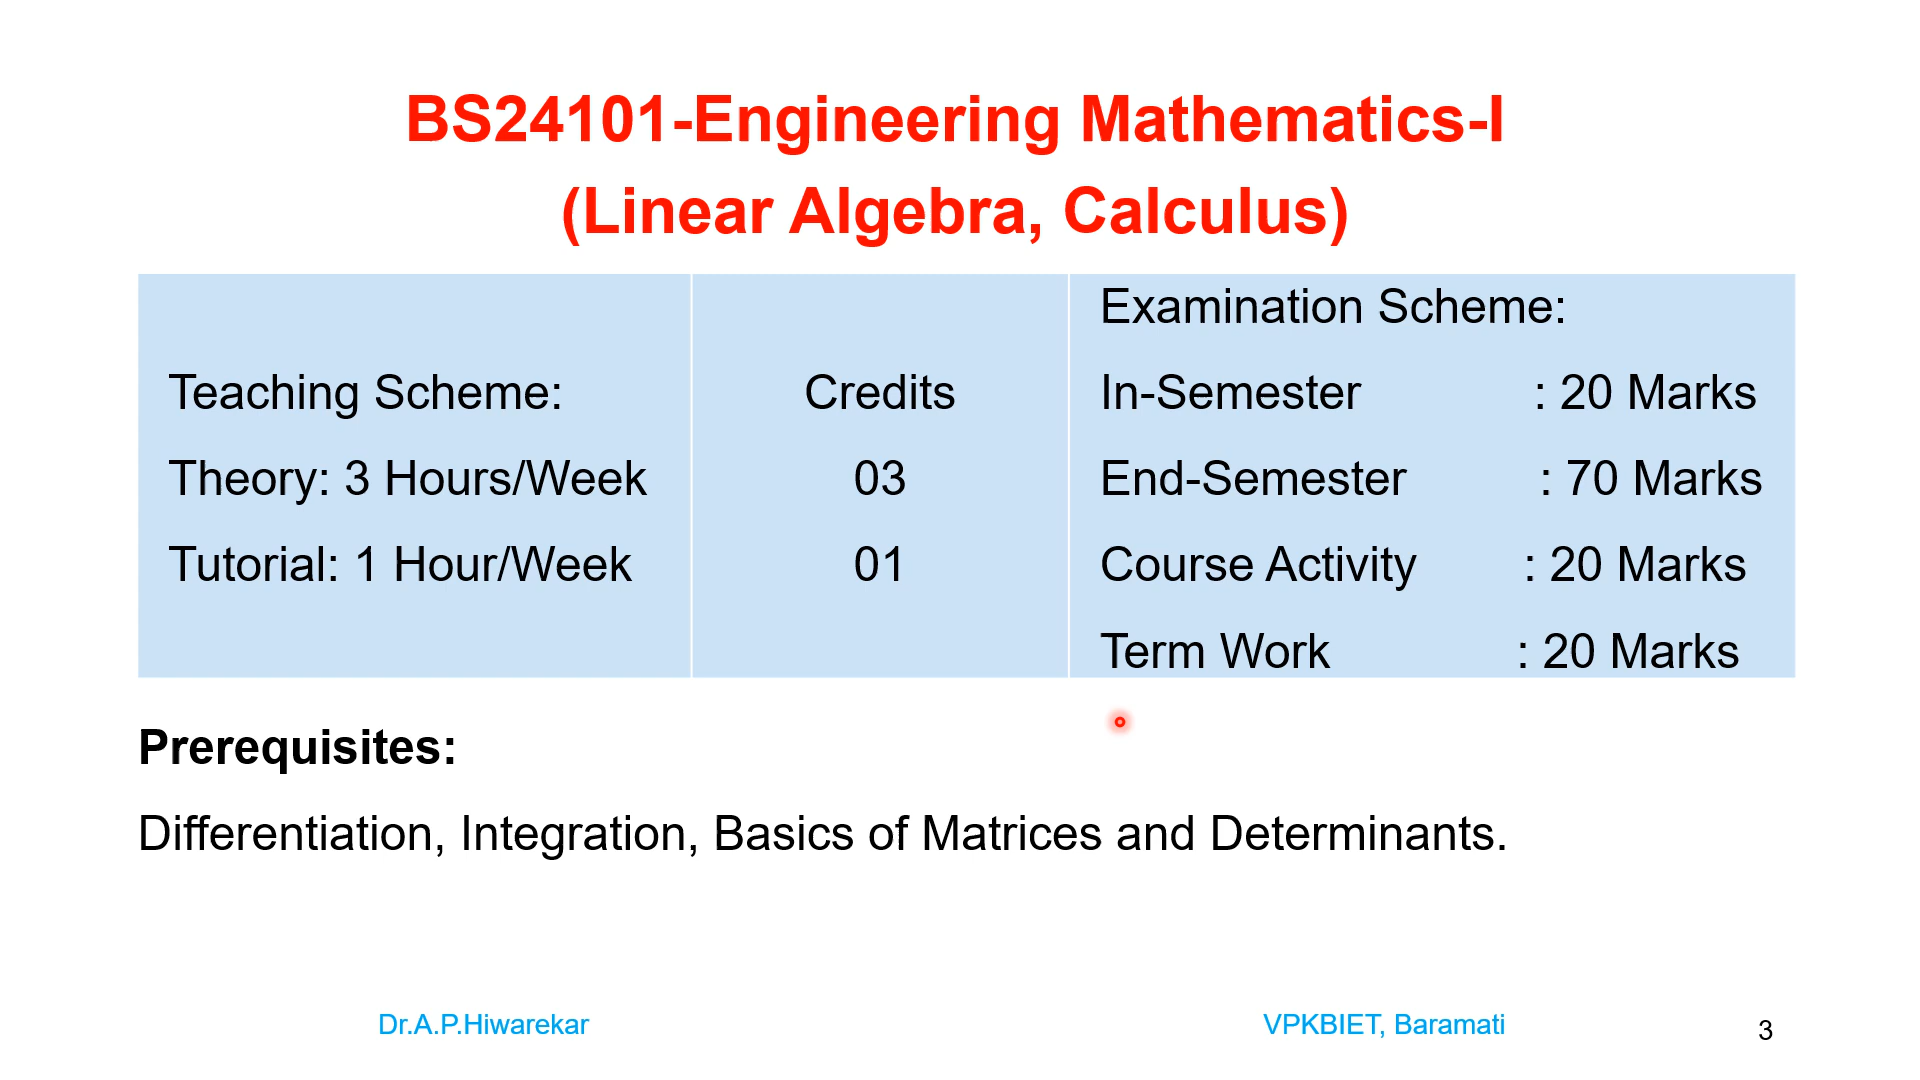 BS24101-Engineering Mathematics-I
(Linear Algebra, Calculus)
Teaching Scheme:
Theory: 3 Hours/Week
Tutorial: 1 Hour/Week
Credits
03
01
Examination Scheme:
In-Semester : 20 Marks
End-Semester : 70 Marks
Course Activity : 20 Marks
Term Work : 20 Marks
Prerequisites:
Differentiation, Integration, Basics of Matrices and Determinants.
Dr.A.P.Hiwarekar
VPKBIET, Baramati
3